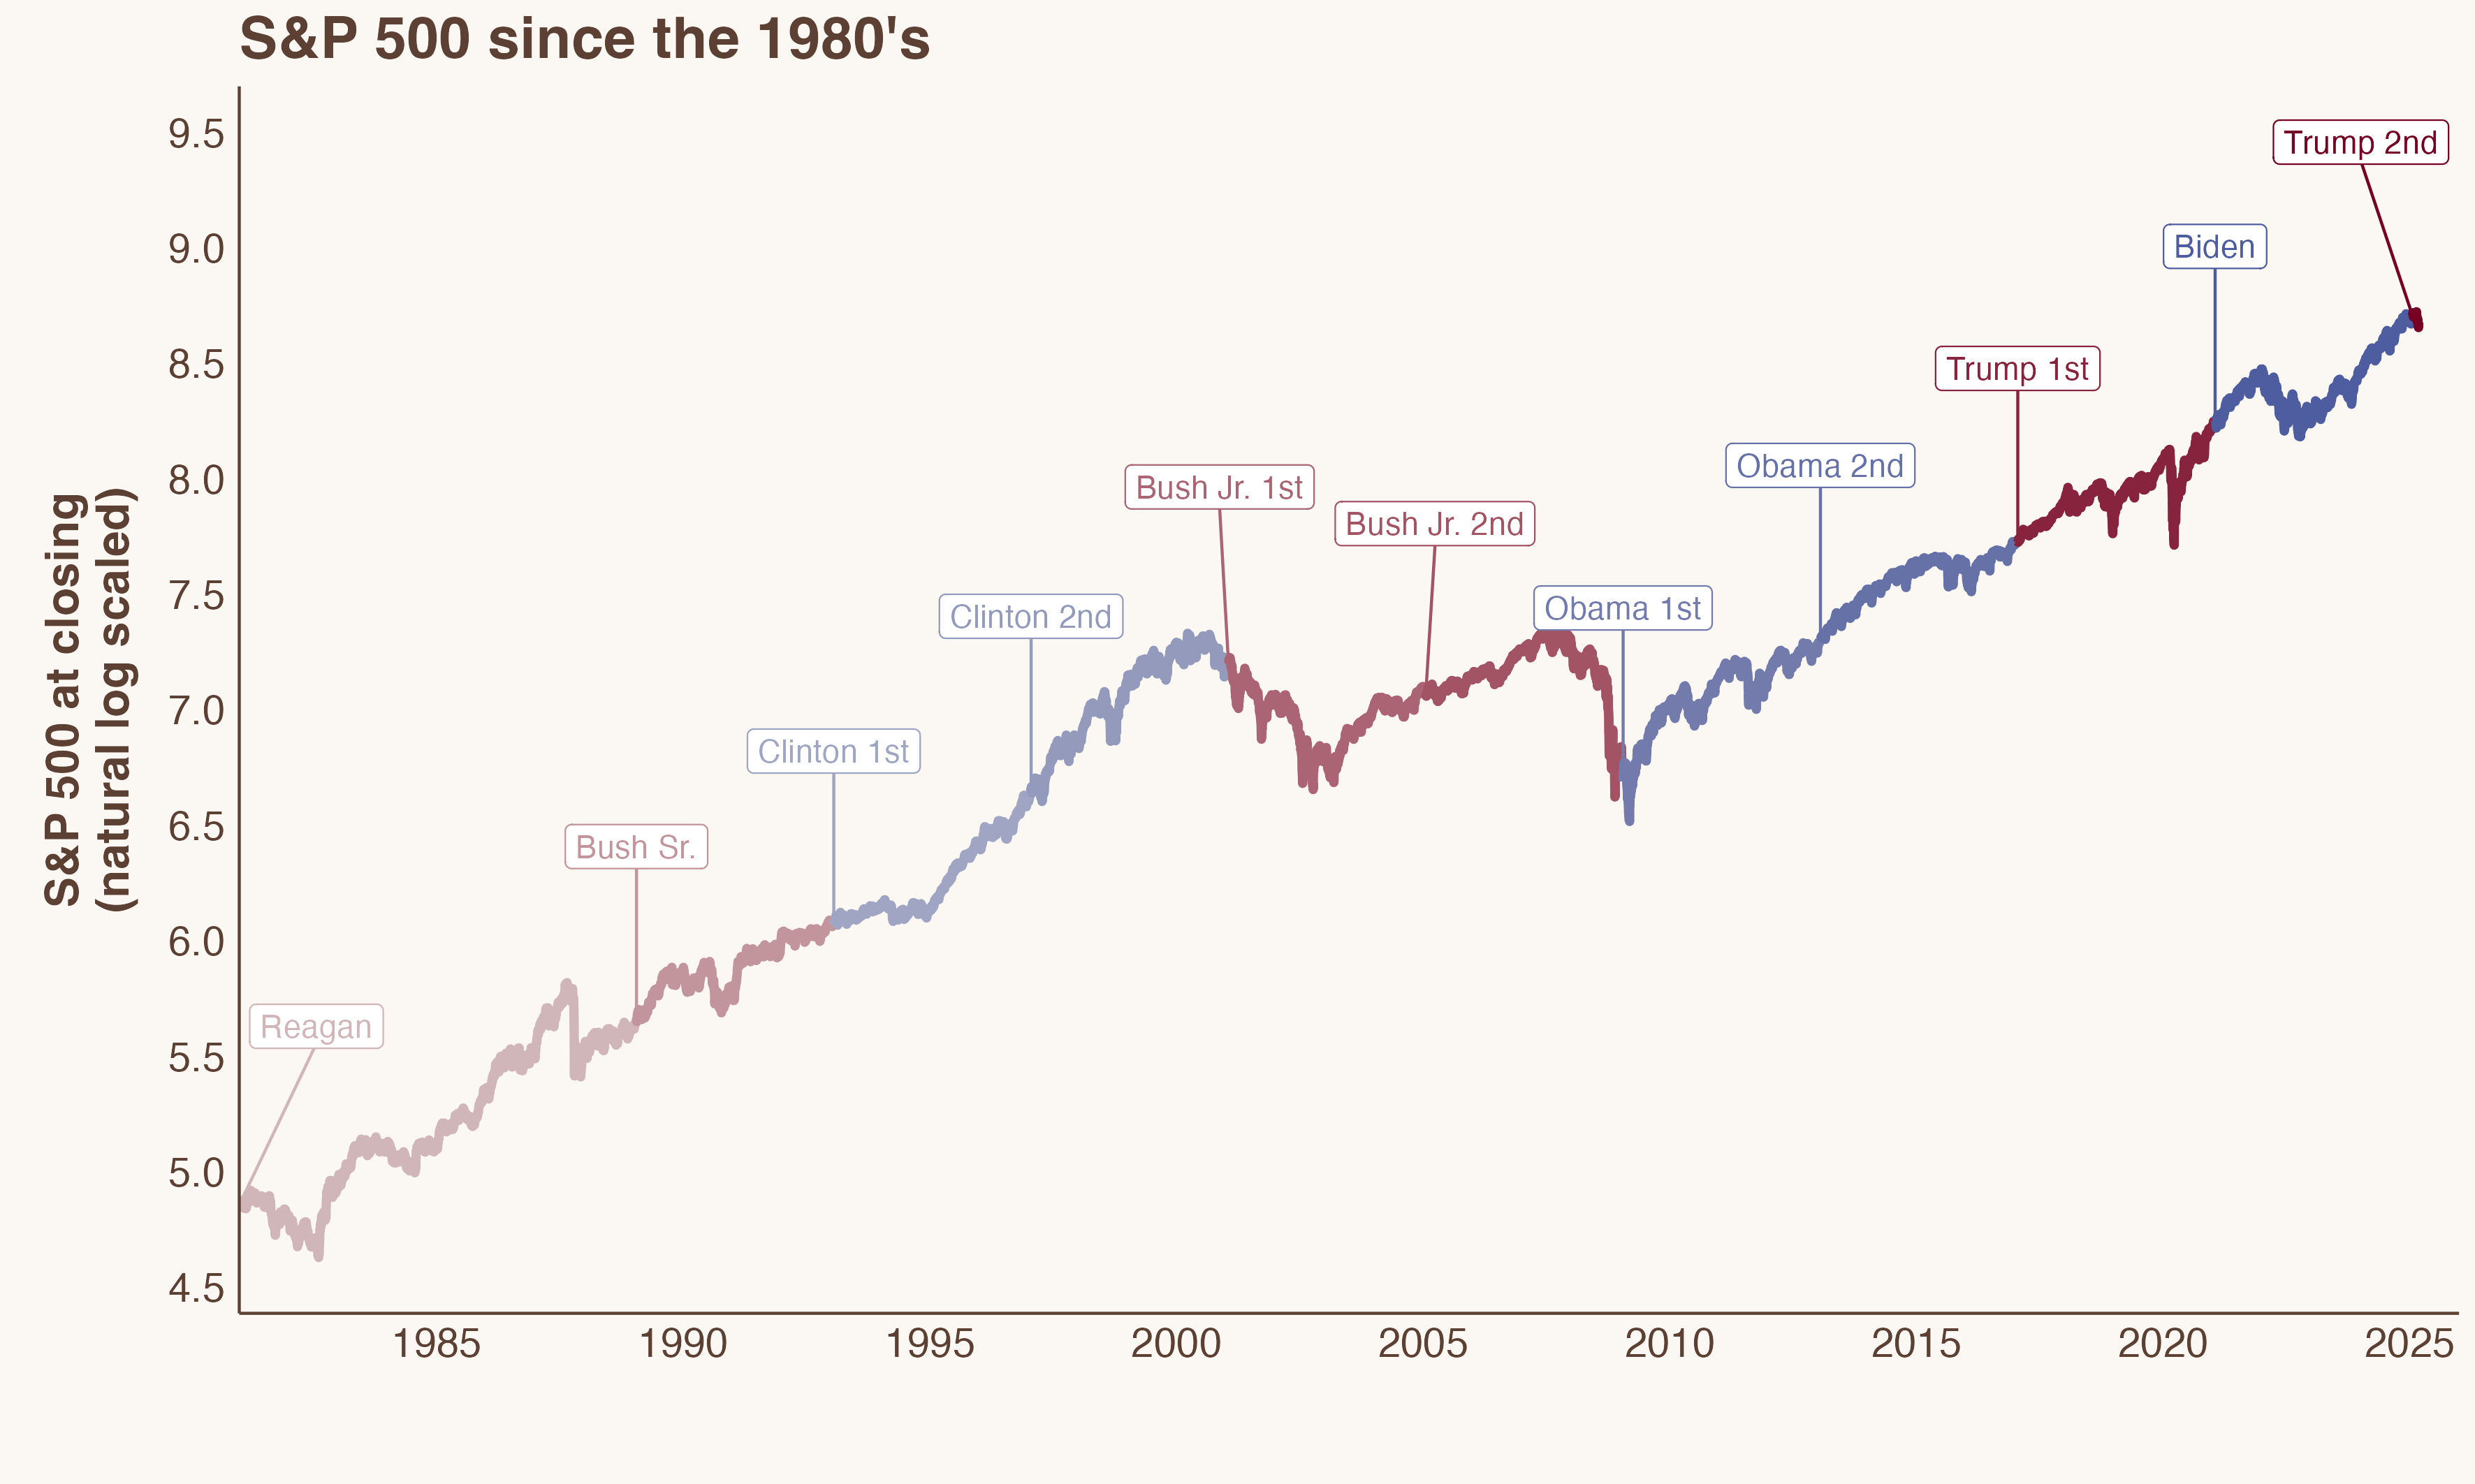 S&P 500 since the 1980's
S&P 500 at closing
(natural log scaled)
9.5
9.0
8.5
8.0
7.5
7.0
6.5
6.0
5.5
5.0
4.5
Reagan
Bush Sr.
Clinton 1st
Clinton 2nd
Bush Jr. 1st
Bush Jr. 2nd
Obama 1st
Obama 2nd
Trump 1st
Biden
Trump 2nd
1985
1990
1995
2000
2005
2010
2015
2020
2025